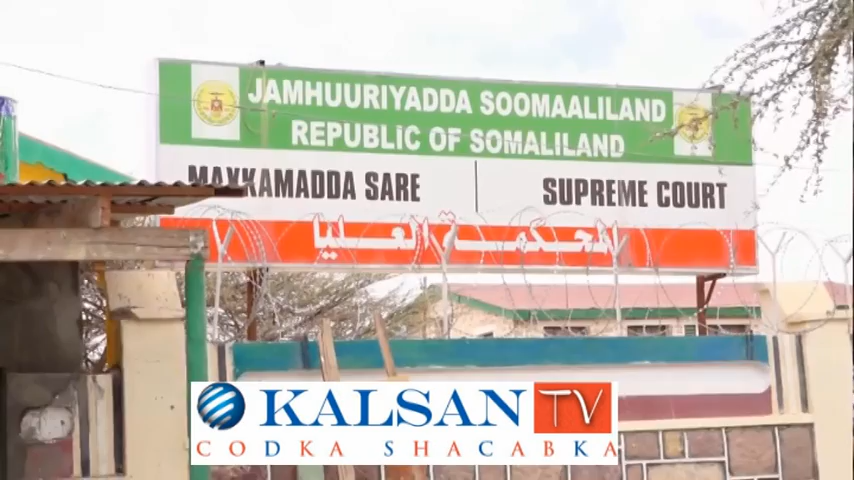 JAMHUURIYADDA SOOMAALILAND
REPUBLIC OF SOMALILAND
MAXKAMADDA SARE
SUPREME COURT
المحكمة العليا
KALSAN TV
CODKA SHACABKA